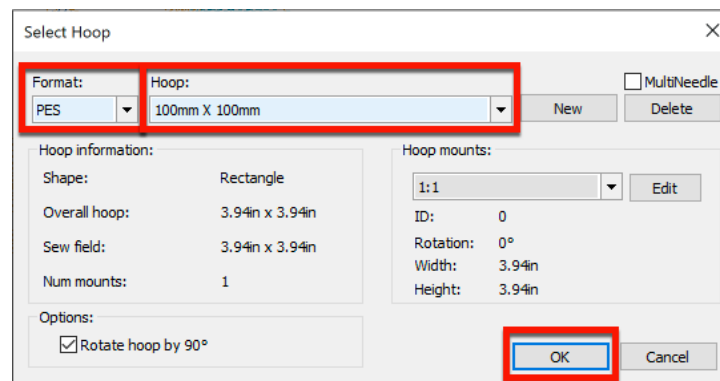 Select Hoop
Format:
Hoop:
MultiNeedle
PES
100mm X 100mm
New
Delete
Hoop information:
Shape: Rectangle
Overall hoop: 3.94in x 3.94in
Sew field: 3.94in x 3.94in
Num mounts: 1
Hoop mounts:
1:1
Edit
ID: 0
Rotation: 0°
Width: 3.94in
Height: 3.94in
Options:
Rotate hoop by 90°
OK
Cancel